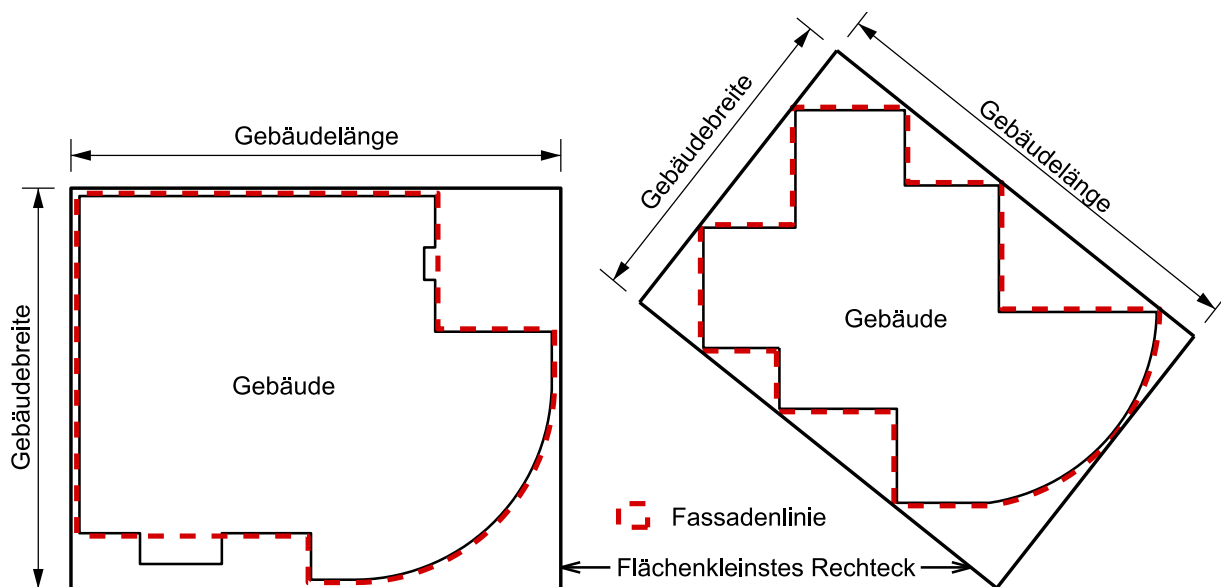 Gebäudelänge
Gebäudebreite
Gebäude
Gebäudebreite
Gebäudelänge
Gebäude
Fassadenlinie
Flächenkleinstes Rechteck